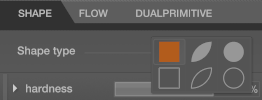 SHAPE FLOW DUALPRIMITIVE
Shape type
hardness %